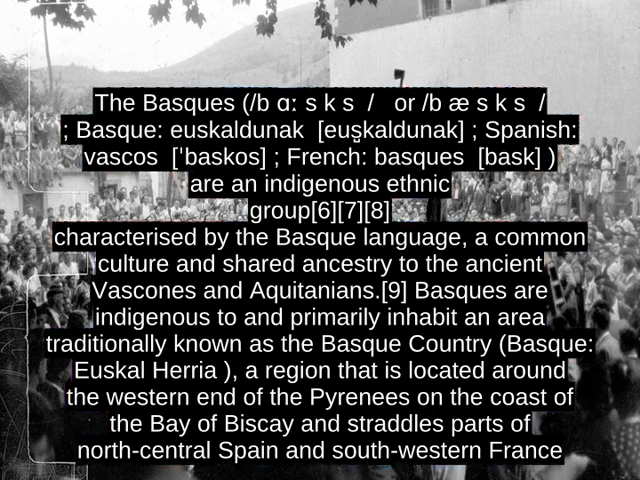 The Basques (/b ɑː s k s / or /b æ s k s /
; Basque: euskaldunak [eus̺kaldunak] ; Spanish:
vascos [ˈbaskos] ; French: basques [bask] )
are an indigenous ethnic
group[6][7][8]
characterised by the Basque language, a common
culture and shared ancestry to the ancient
Vascones and Aquitanians.[9] Basques are
indigenous to and primarily inhabit an area
traditionally known as the Basque Country (Basque:
Euskal Herria ), a region that is located around
the western end of the Pyrenees on the coast of
the Bay of Biscay and straddles parts of
north-central Spain and south-western France